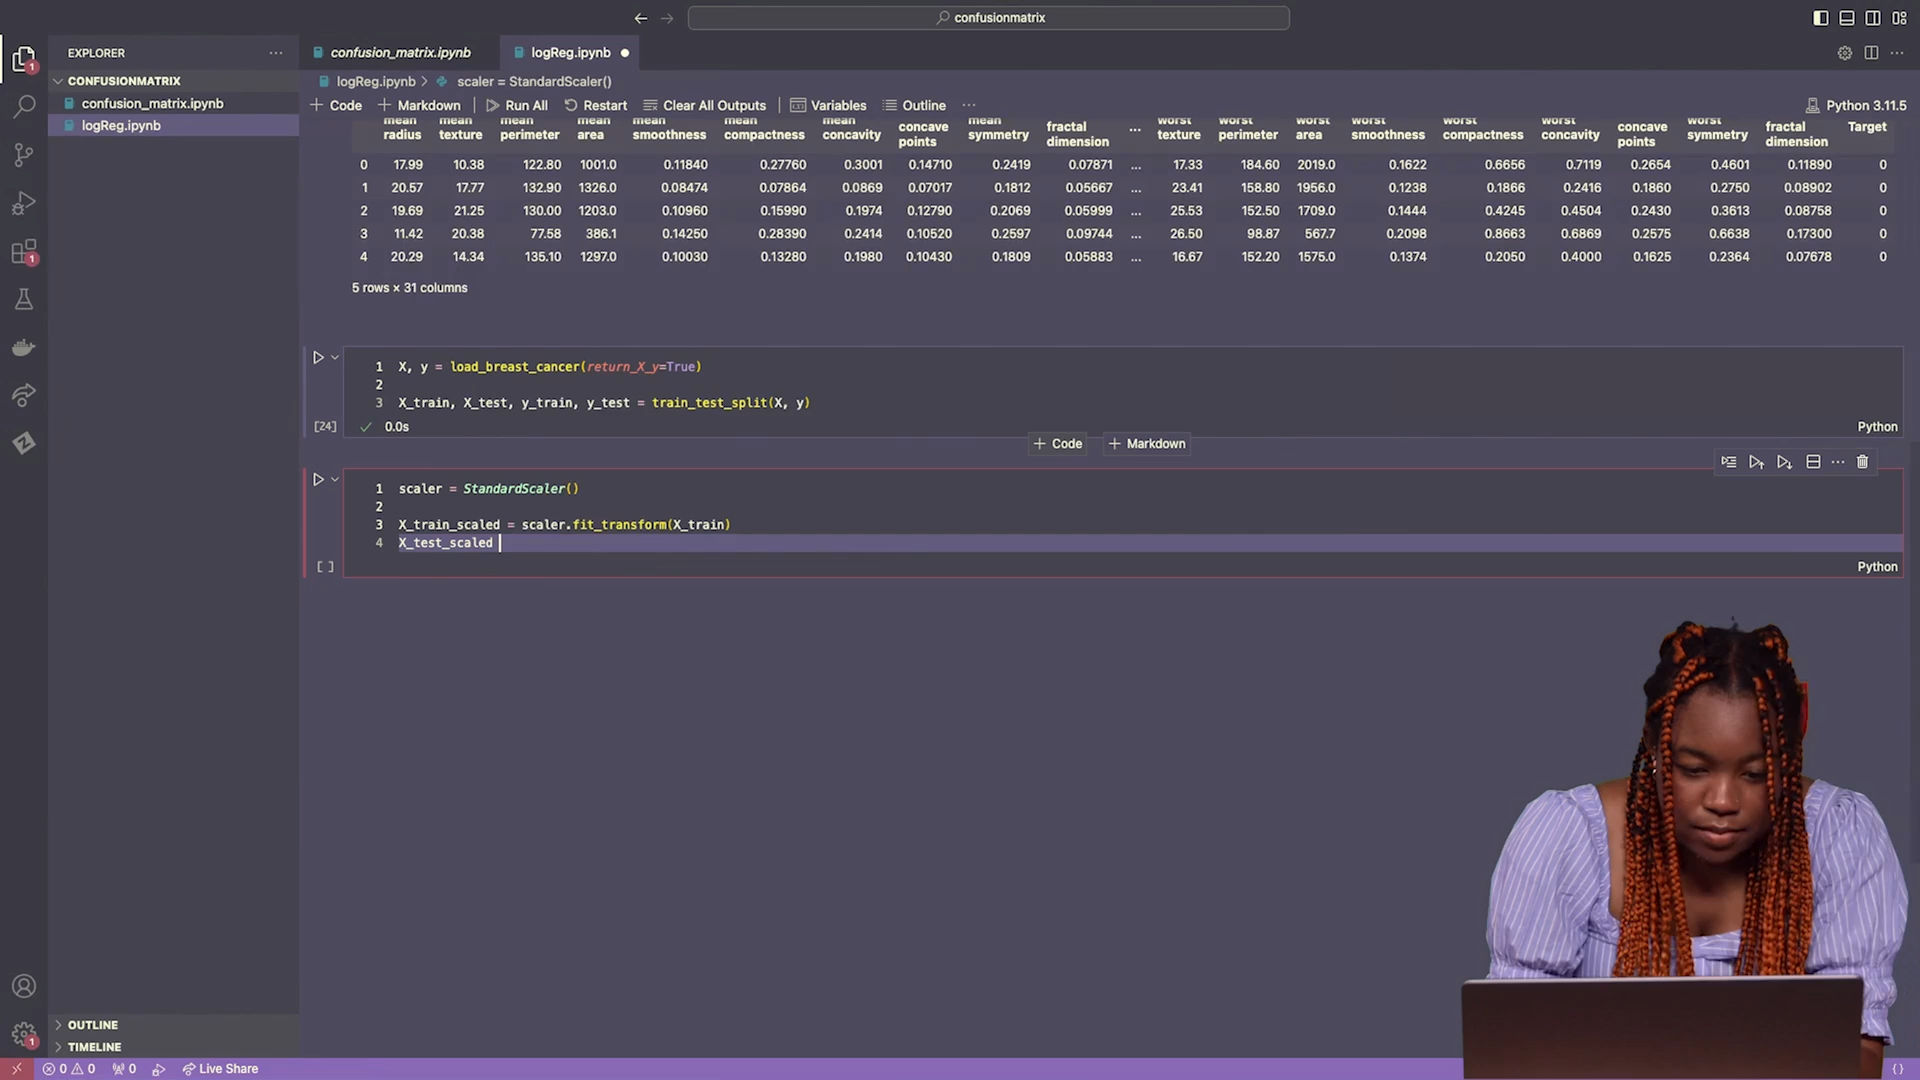 confusionmatrix
EXPLORER
CONFUSIONMATRIX
confusion_matrix.ipynb
logReg.ipynb
OUTLINE
TIMELINE
confusion_matrix.ipynb
logReg.ipynb
logReg.ipynb > scaler = StandardScaler()
+ Code + Markdown Run All Restart Clear All Outputs Variables Outline ... Python 3.11.5
mean radius mean texture mean perimeter mean area mean smoothness mean compactness mean concavity concave points mean symmetry fractal dimension ... worst texture worst perimeter worst area worst smoothness worst compactness worst concavity concave points worst symmetry fractal dimension Target
0 17.99 10.38 122.80 1001.0 0.11840 0.27760 0.3001 0.14710 0.2419 0.07871 ... 17.33 184.60 2019.0 0.1622 0.6656 0.7119 0.2654 0.4601 0.11890 0
1 20.57 17.77 132.90 1326.0 0.08474 0.07864 0.0869 0.07017 0.1812 0.05667 ... 23.41 158.80 1956.0 0.1238 0.1866 0.2416 0.1860 0.2750 0.08902 0
2 19.69 21.25 130.00 1203.0 0.10960 0.15990 0.1974 0.12790 0.2069 0.05999 ... 25.53 152.50 1709.0 0.1444 0.4245 0.4504 0.2430 0.3613 0.08758 0
3 11.42 20.38 77.58 386.1 0.14250 0.28390 0.2414 0.10520 0.2597 0.09744 ... 26.50 98.87 567.7 0.2098 0.8663 0.6869 0.2575 0.6638 0.17300 0
4 20.29 14.34 135.10 1297.0 0.10030 0.13280 0.1980 0.10430 0.1809 0.05883 ... 16.67 152.20 1575.0 0.1374 0.2050 0.4000 0.1625 0.2364 0.07678 0
5 rows × 31 columns
1 X, y = load_breast_cancer(return_X_y=True)
2
3 X_train, X_test, y_train, y_test = train_test_split(X, y)
[24] ✓ 0.0s Python
+ Code + Markdown
1 scaler = StandardScaler()
2
3 X_train_scaled = scaler.fit_transform(X_train)
4 X_test_scaled
[ ] Python
0 0 0 Live Share {}
1
1
1